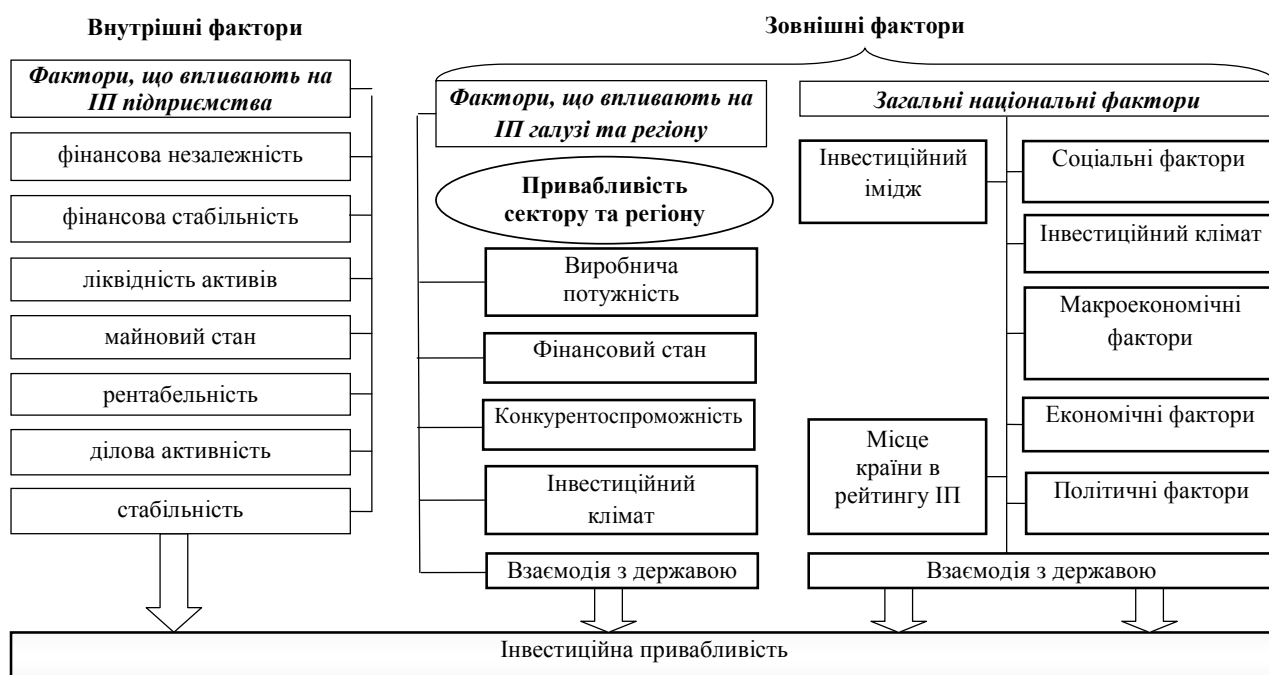 Внутрішні фактори
Фактори, що впливають на
ІП підприємства
фінансова незалежність
фінансова стабільність
ліквідність активів
майновий стан
рентабельність
ділова активність
стабільність
Зовнішні фактори
Фактори, що впливають на
ІП галузі та регіону
Привабливість
сектору та регіону
Виробнича
потужність
Фінансовий стан
Конкурентоспроможність
Інвестиційний
клімат
Взаємодія з державою
Загальні національні фактори
Інвестиційний
імідж
Місце
країни в
рейтингу ІП
Соціальні фактори
Інвестиційний клімат
Макроекономічні
фактори
Економічні фактори
Політичні фактори
Взаємодія з державою
Інвестиційна привабливість